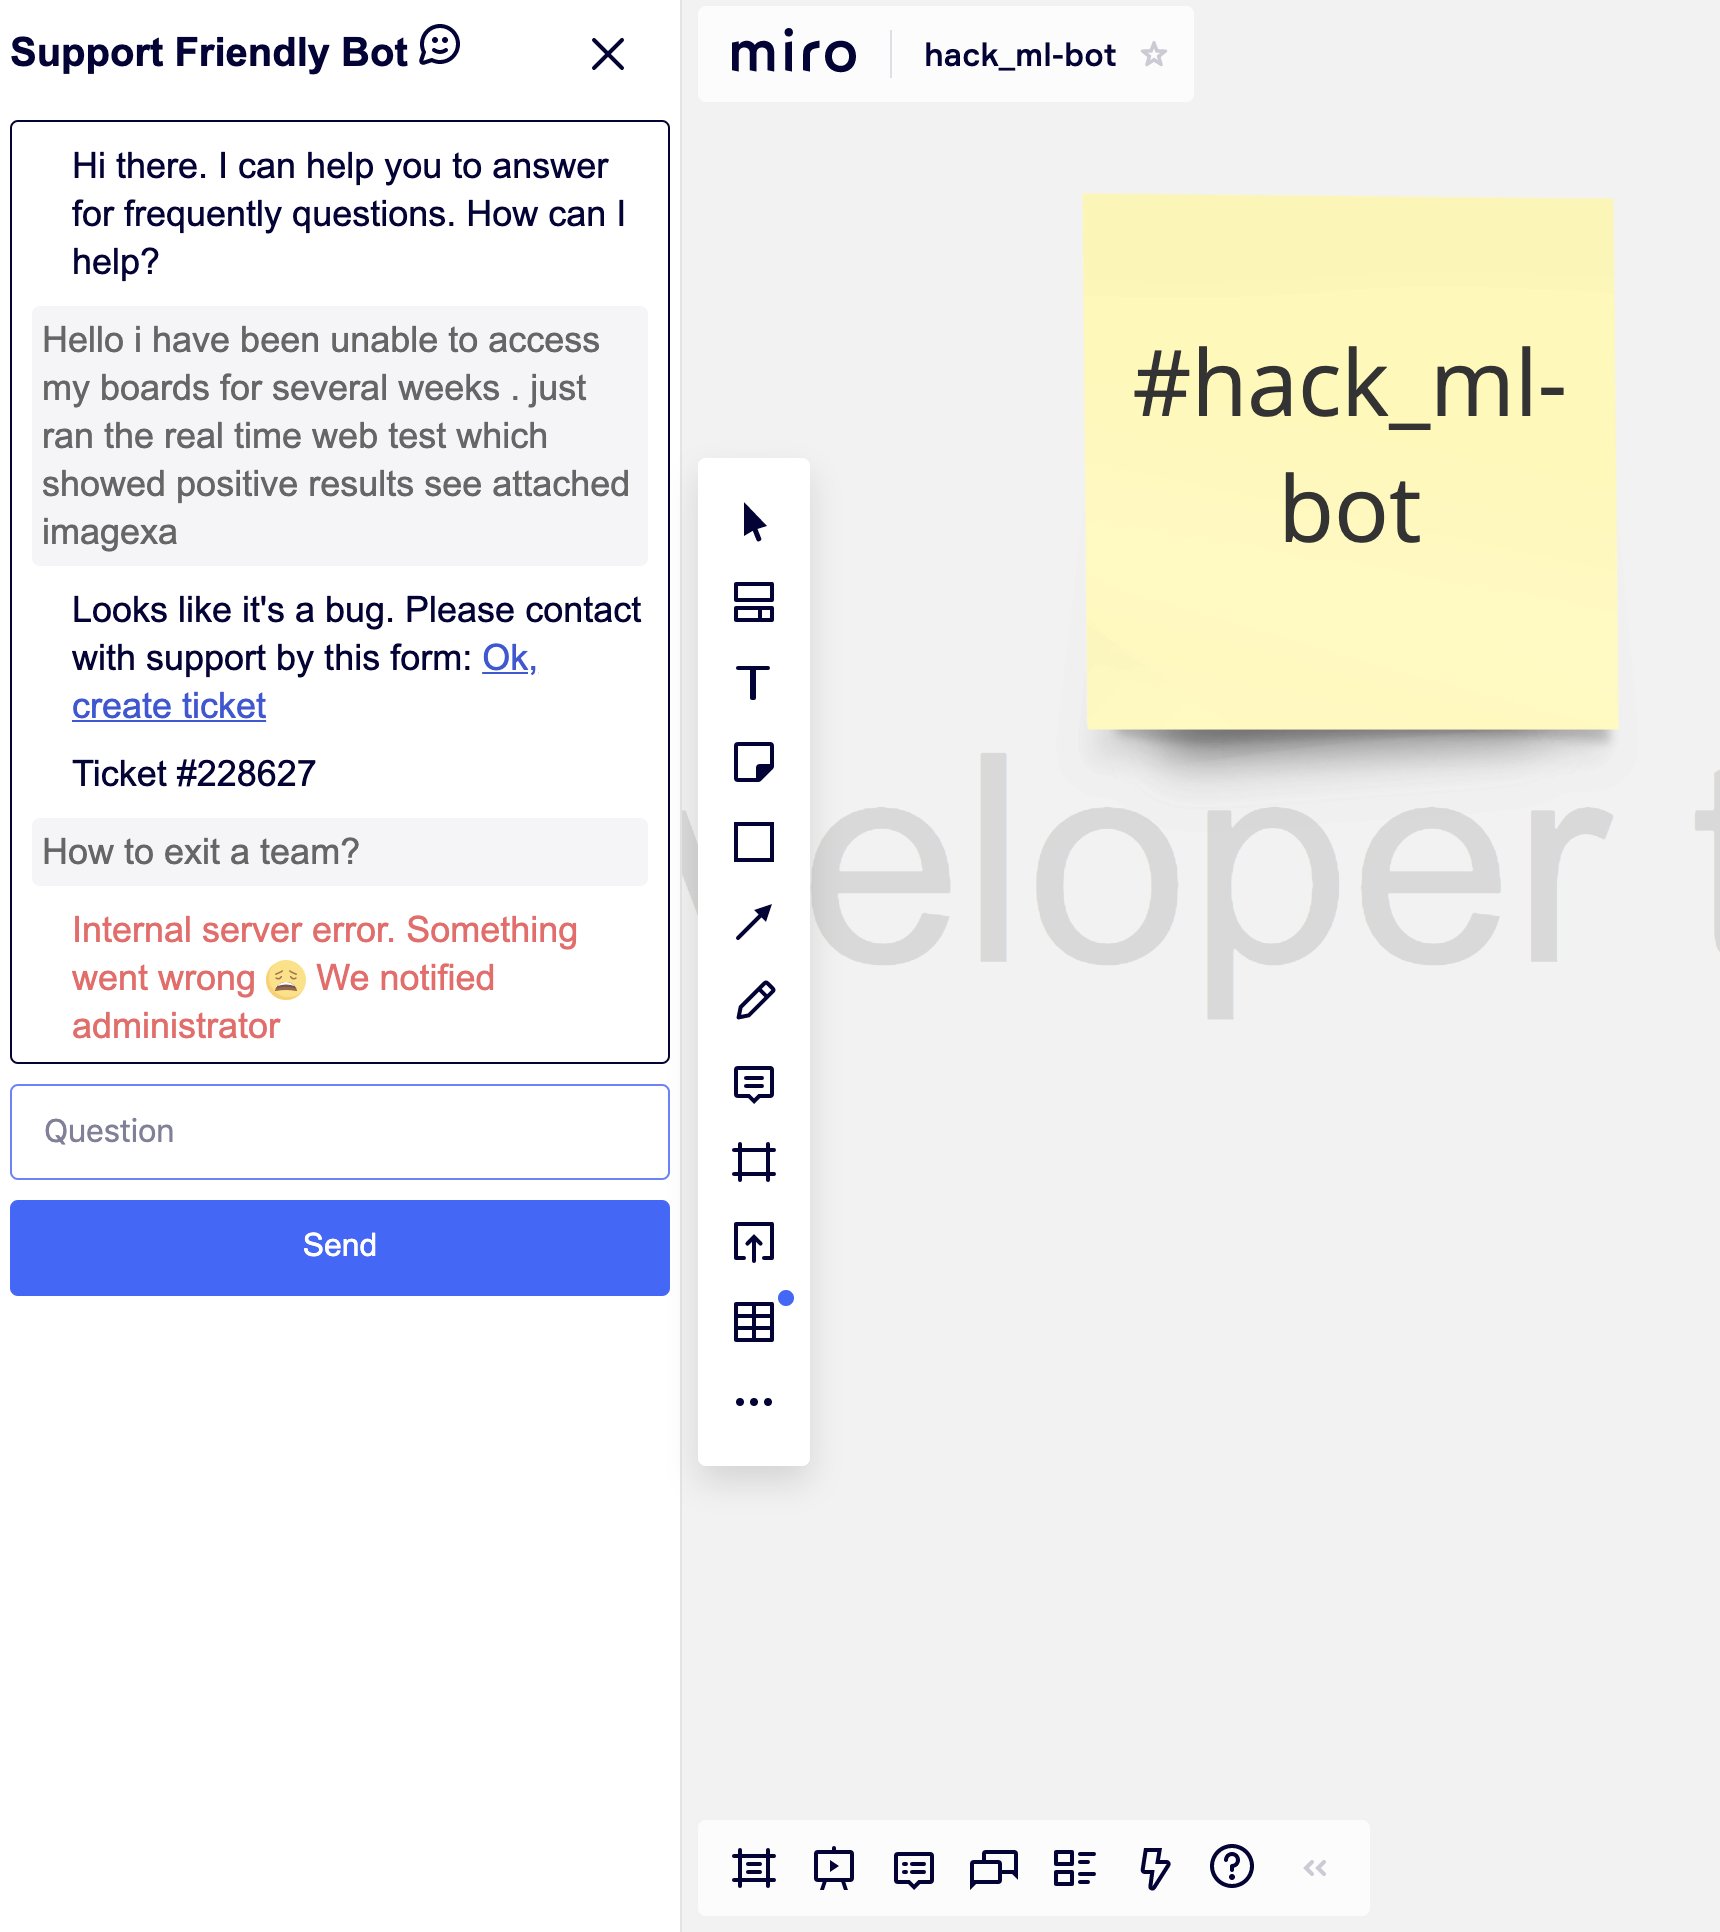 Support Friendly Bot
miro
hack_ml-bot
Hi there. I can help you to answer
for frequently questions. How can I
help?
Hello i have been unable to access
my boards for several weeks . just
ran the real time web test which
showed positive results see attached
imagexa
Looks like it's a bug. Please contact
with support by this form: Ok,
create ticket
Ticket #228627
How to exit a team?
Internal server error. Something
went wrong 😩 We notified
administrator
Question
Send
#hack_ml-
bot
veloper t